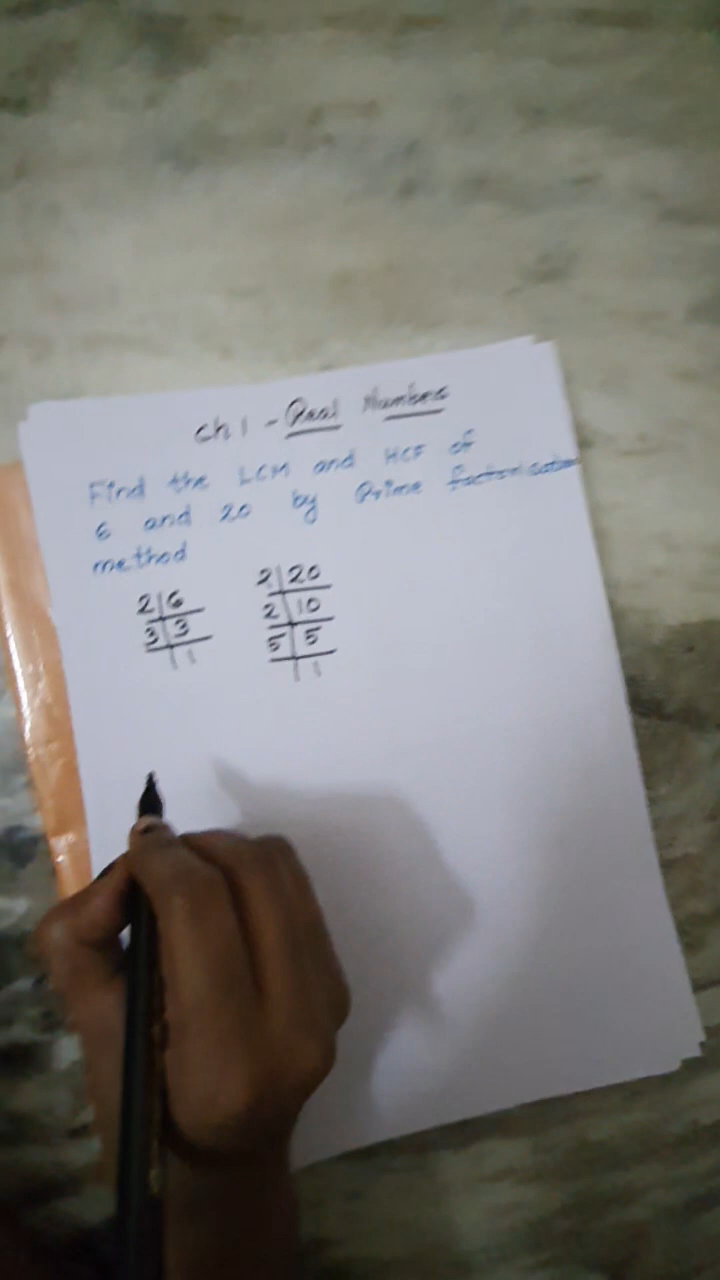 Ch 1 - Real Numbers
Find the LCM and HCF of
6 and 20 by Prime factorisation
method
2 6
3 3
1
2 20
2 10
5 5
1